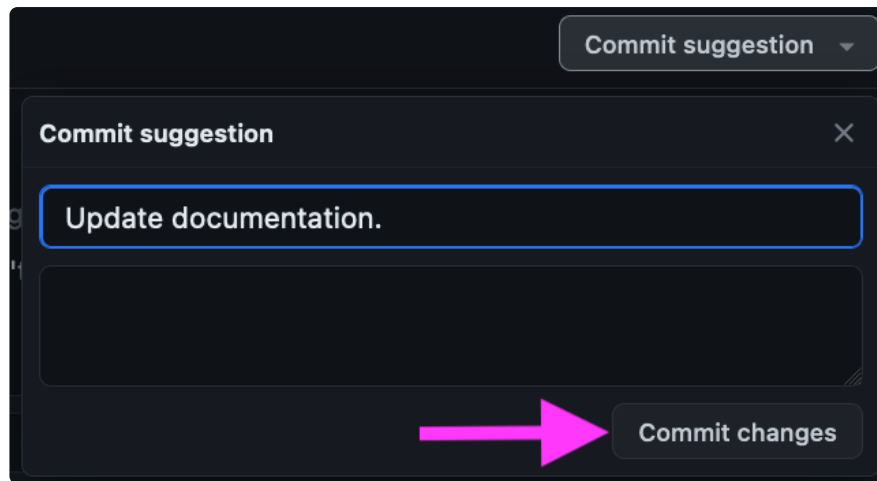 Commit suggestion
Commit suggestion
Update documentation.
Commit changes